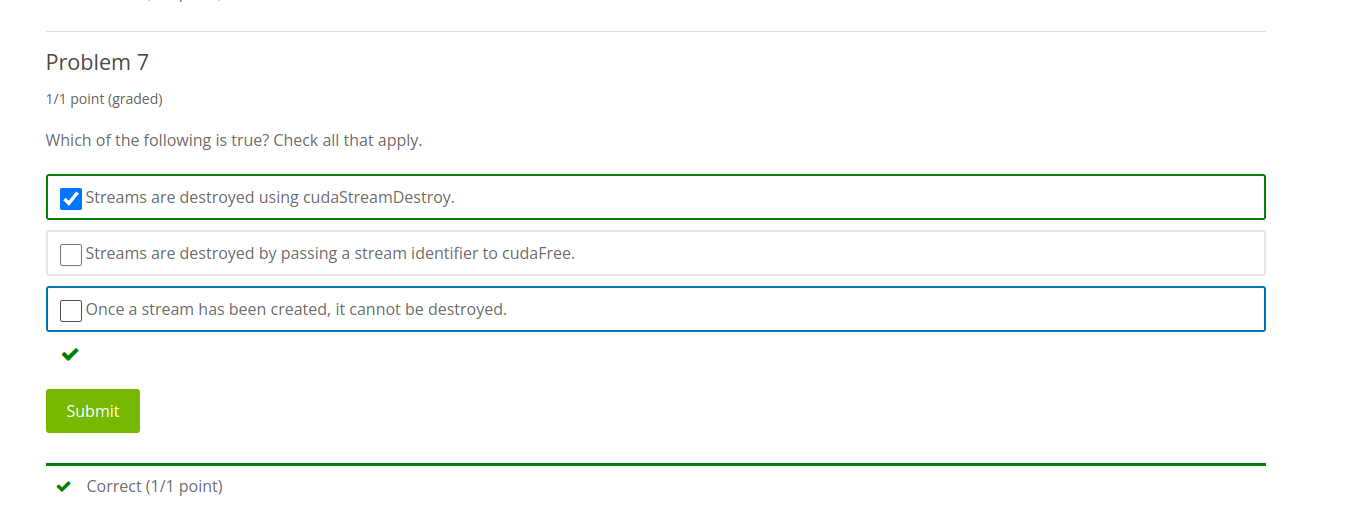 Problem 7
1/1 point (graded)
Which of the following is true? Check all that apply.
Streams are destroyed using cudaStreamDestroy.
Streams are destroyed by passing a stream identifier to cudaFree.
Once a stream has been created, it cannot be destroyed.
Submit
Correct (1/1 point)